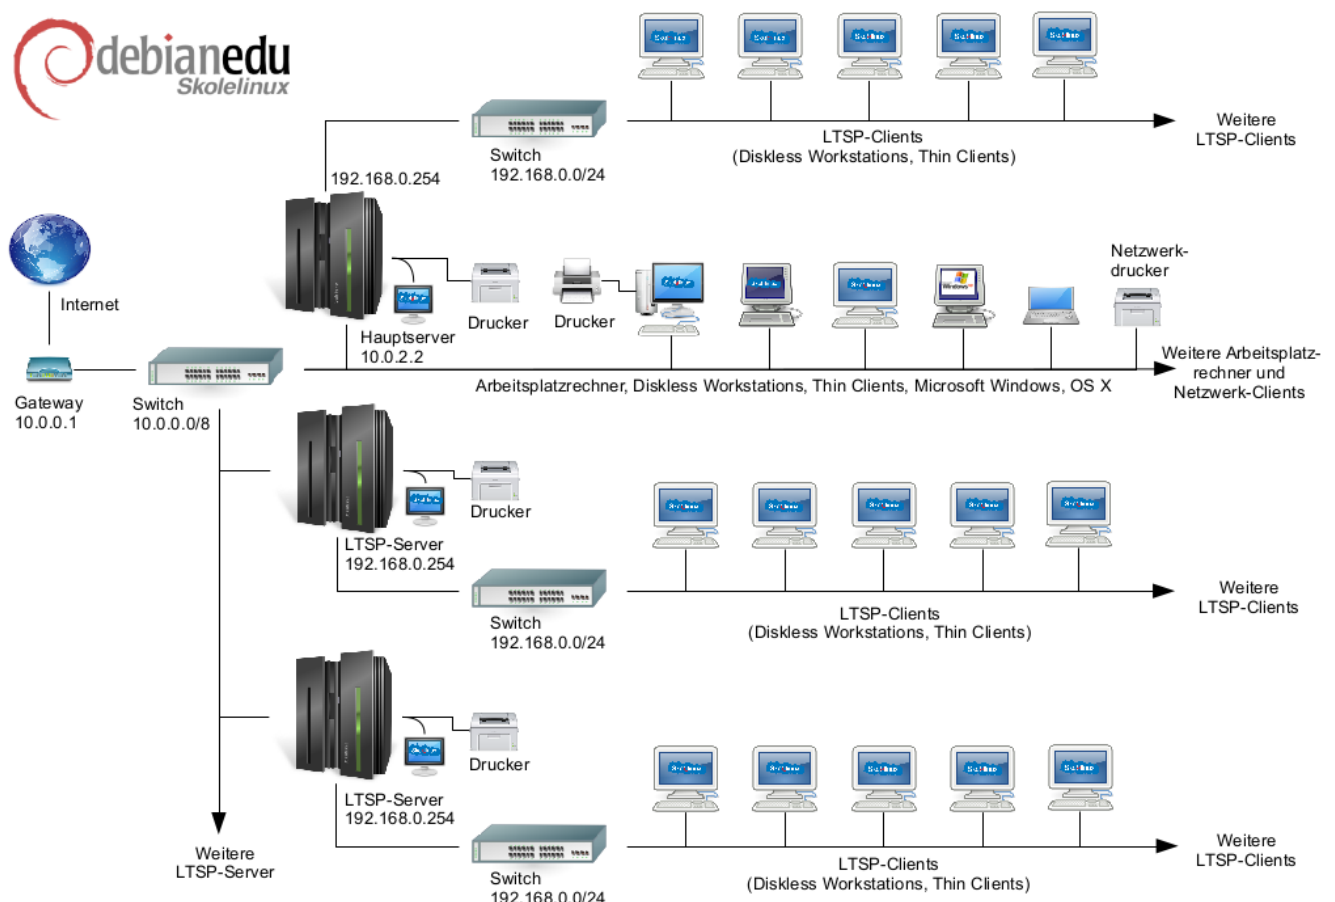 debianedu
Skolelinux
Switch
192.168.0.0/24
LTSP-Clients
(Diskless Workstations, Thin Clients)
Weitere
LTSP-Clients
192.168.0.254
Internet
Hauptserver
10.0.2.2
Drucker
Drucker
Windows
Netzwerk-
drucker
Gateway
10.0.0.1
Switch
10.0.0.0/8
Arbeitsplatzrechner, Diskless Workstations, Thin Clients, Microsoft Windows, OS X
Weitere Arbeitsplatz-
rechner und
Netzwerk-Clients
LTSP-Server
192.168.0.254
Drucker
Switch
192.168.0.0/24
LTSP-Clients
(Diskless Workstations, Thin Clients)
Weitere
LTSP-Clients
LTSP-Server
192.168.0.254
Drucker
Switch
192.168.0.0/24
LTSP-Clients
(Diskless Workstations, Thin Clients)
Weitere
LTSP-Clients
Weitere
LTSP-Server